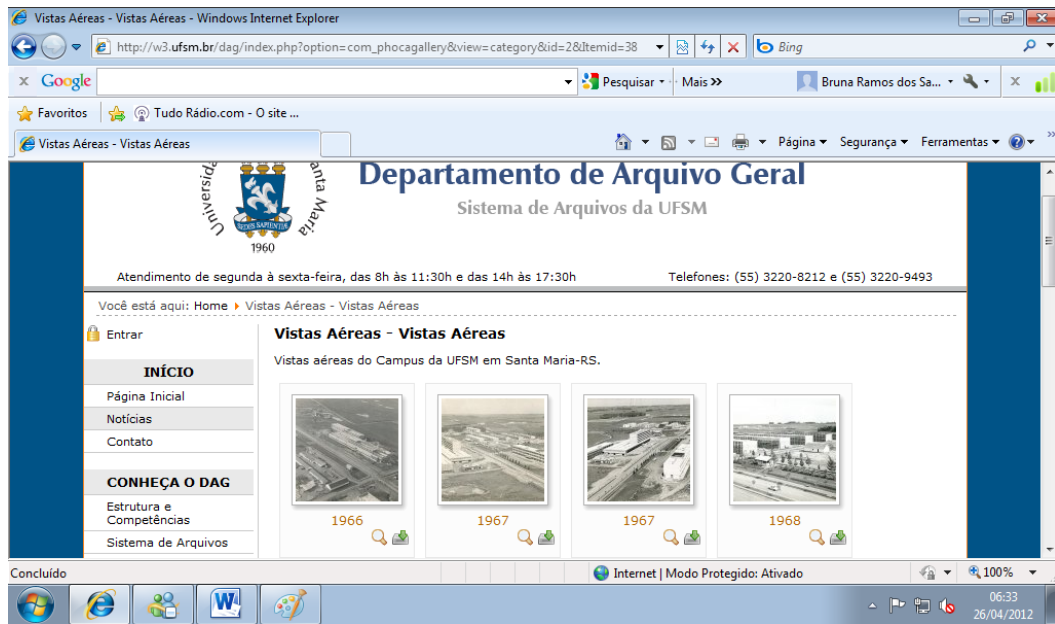 Vistas Aéreas - Vistas Aéreas - Windows Internet Explorer
http://w3.ufsm.br/dag/index.php?option=com_phocagallery&view=category&id=2&Itemid=38
Bing
x Google
Pesquisar
Mais >>
Bruna Ramos dos Sa...
x
Favoritos
Tudo Rádio.com - O site ...
Vistas Aéreas - Vistas Aéreas
Página
Segurança
Ferramentas
Universid
anta Maria
SEDES SAPIENTIAE
1960
Departamento de Arquivo Geral
Sistema de Arquivos da UFSM
Atendimento de segunda à sexta-feira, das 8h às 11:30h e das 14h às 17:30h
Telefones: (55) 3220-8212 e (55) 3220-9493
Você está aqui: Home Vistas Aéreas - Vistas Aéreas
Entrar
INÍCIO
Página Inicial
Notícias
Contato
CONHEÇA O DAG
Estrutura e
Competências
Sistema de Arquivos
Vistas Aéreas - Vistas Aéreas
Vistas aéreas do Campus da UFSM em Santa Maria-RS.
1966
1967
1967
1968
Concluído
Internet | Modo Protegido: Ativado
100%
06:33
26/04/2012